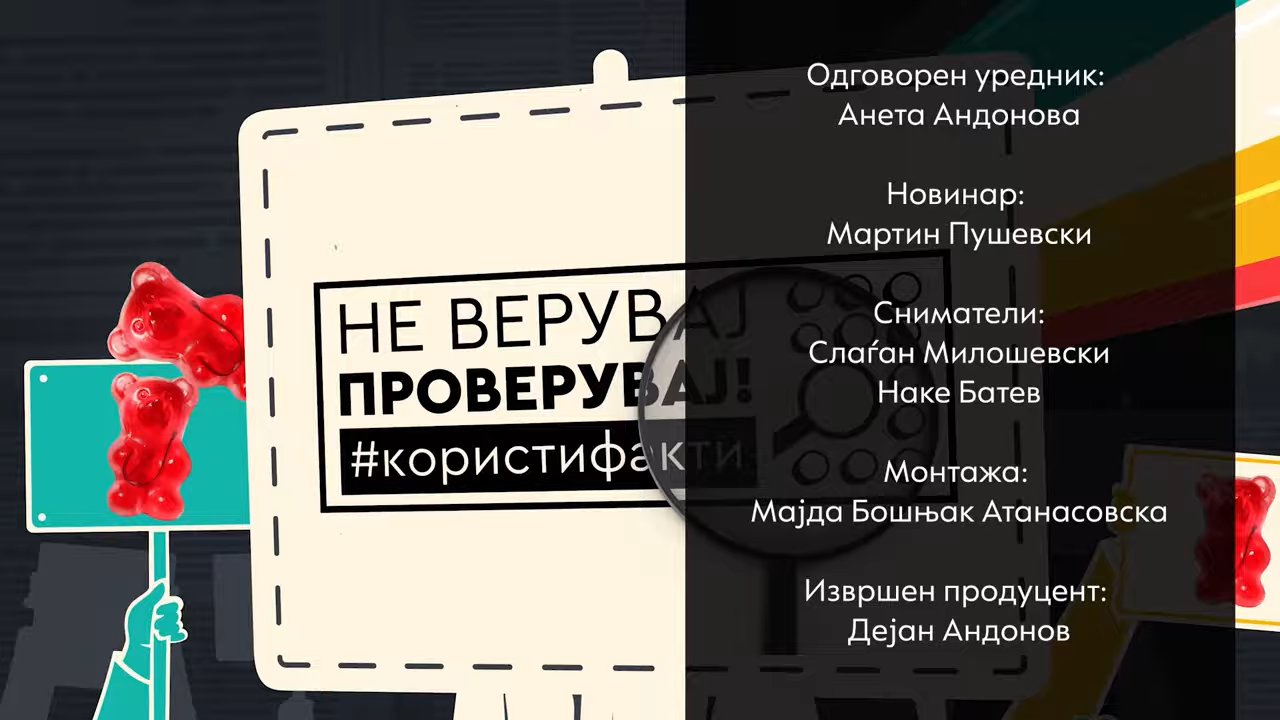 НЕ ВЕРУВАЈ
ПРОВЕРУВАЈ!
#користифакти
Одговорен уредник:
Анета Андонова
Новинар:
Мартин Пушевски
Сниматели:
Слаѓан Милошевски
Наке Батев
Монтажа:
Мајда Бошњак Атанасовска
Извршен продуцент:
Дејан Андонов